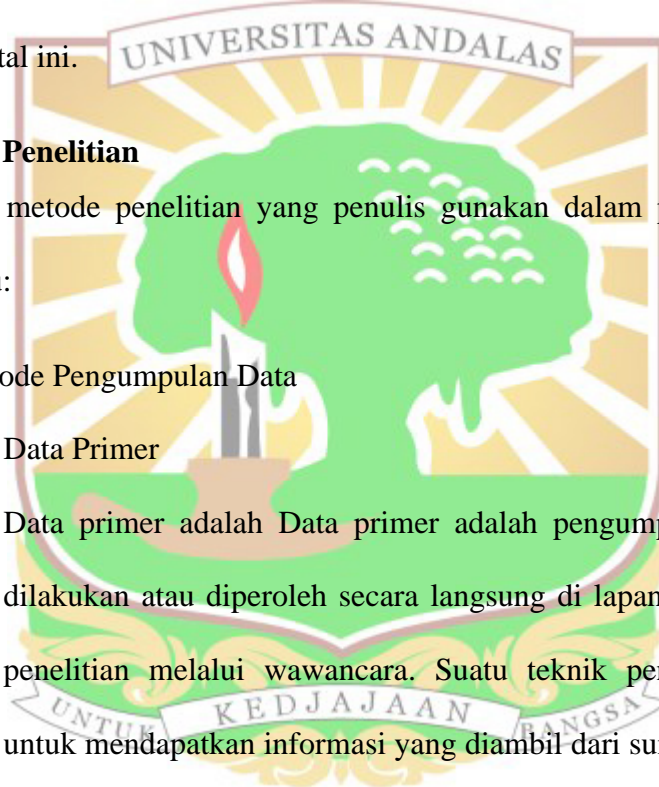 UNIVERSITAS ANDALAS
tal ini.
Penelitian
metode penelitian yang penulis gunakan dalam
ode Pengumpulan Data
Data Primer
Data primer adalah Data primer adalah pengump
dilakukan atau diperoleh secara langsung di lapan
penelitian melalui wawancara. Suatu teknik pe
untuk mendapatkan informasi yang diambil dari su
UNTUK KEDJAJAAN BANGSA